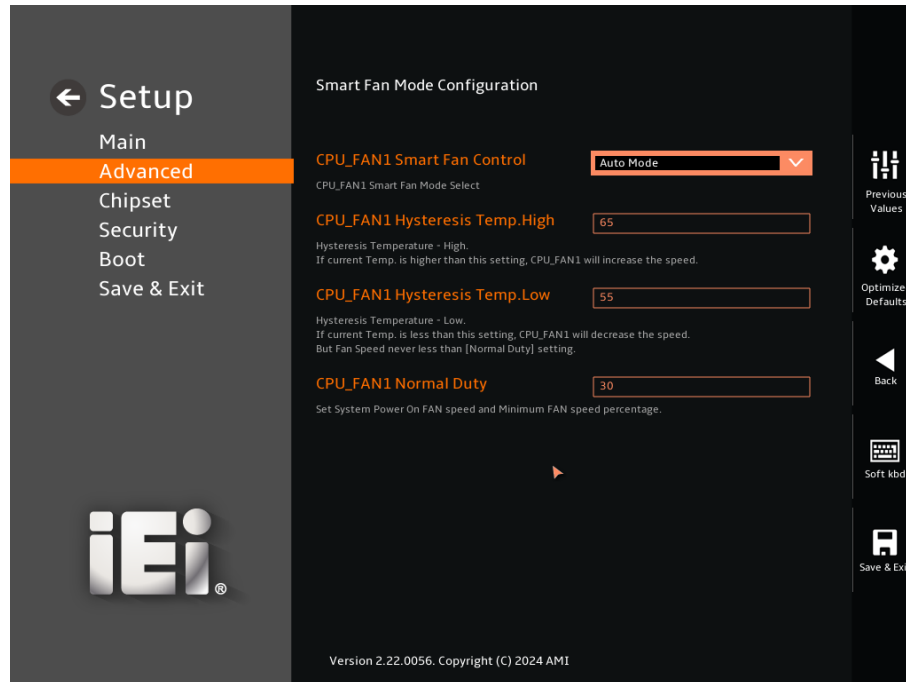 Setup
Main
Advanced
Chipset
Security
Boot
Save & Exit
iEi®
Smart Fan Mode Configuration
CPU_FAN1 Smart Fan Control
Auto Mode
CPU_FAN1 Smart Fan Mode Select
CPU_FAN1 Hysteresis Temp.High
65
Hysteresis Temperature - High.
If current Temp. is higher than this setting, CPU_FAN1 will increase the speed.
CPU_FAN1 Hysteresis Temp.Low
55
Hysteresis Temperature - Low.
If current Temp. is less than this setting, CPU_FAN1 will decrease the speed.
But Fan Speed never less than [Normal Duty] setting.
CPU_FAN1 Normal Duty
30
Set System Power On FAN speed and Minimum FAN speed percentage.
Version 2.22.0056. Copyright (C) 2024 AMI
Previous
Values
Optimize
Defaults
Back
Soft kbd
Save & Exi